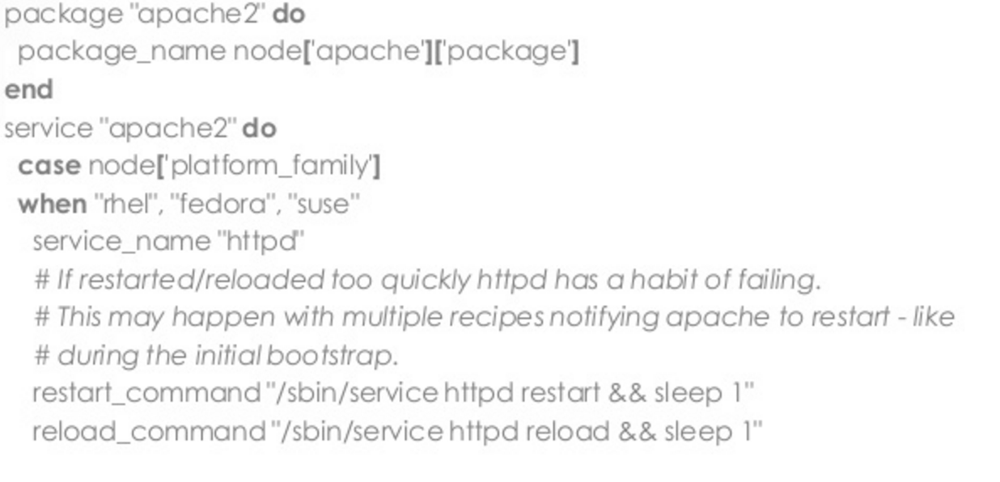 package "apache2" do
  package_name node['apache']['package']
end
service "apache2" do
  case node['platform_family']
  when "rhel", "fedora", "suse"
    service_name "httpd"
    # If restarted/reloaded too quickly httpd has a habit of failing.
    # This may happen with multiple recipes notifying apache to restart - like
    # during the initial bootstrap.
    restart_command "/sbin/service httpd restart && sleep 1"
    reload_command "/sbin/service httpd reload && sleep 1"